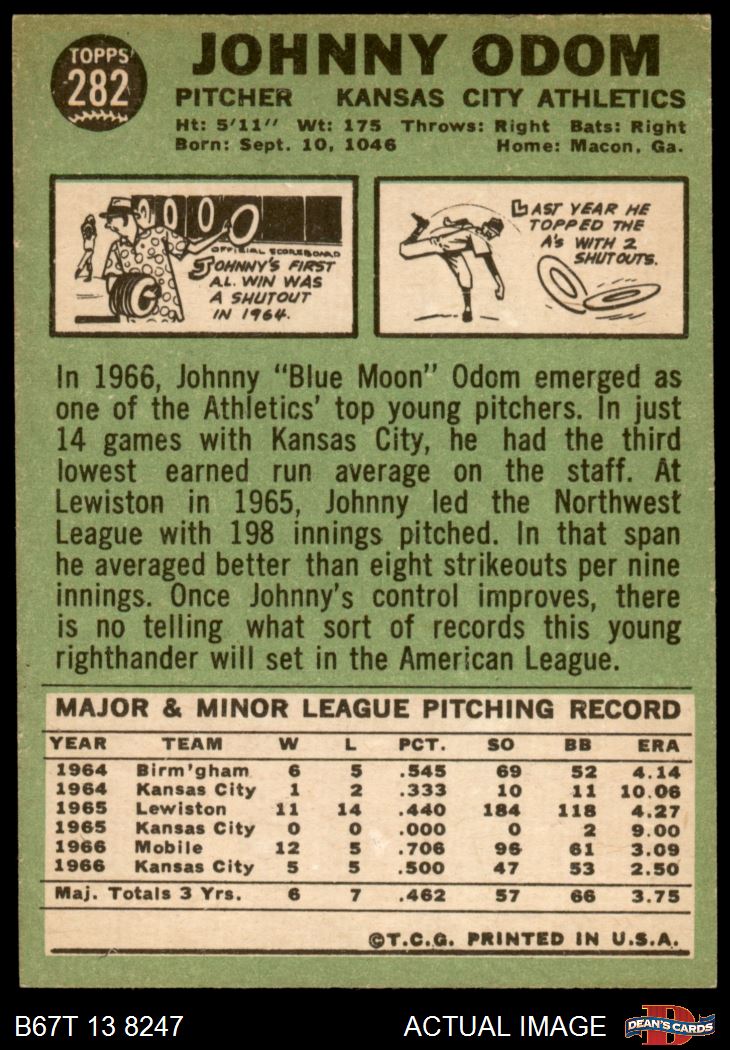 TOPPS
282
JOHNNY ODOM
PITCHER KANSAS CITY ATHLETICS
Ht: 5'11" Wt: 175 Throws: Right Bats: Right
Born: Sept. 10, 1046 Home: Macon, Ga.
0000
OFFICIAL SCOREBOARD
JOHNNY'S FIRST
A.L. WIN WAS
A SHUTOUT
IN 1964.
LAST YEAR HE
TOPPED THE
A's WITH 2
SHUTOUTS.
In 1966, Johnny "Blue Moon" Odom emerged as
one of the Athletics' top young pitchers. In just
14 games with Kansas City, he had the third
lowest earned run average on the staff. At
Lewiston in 1965, Johnny led the Northwest
League with 198 innings pitched. In that span
he averaged better than eight strikeouts per nine
innings. Once Johnny's control improves, there
is no telling what sort of records this young
righthander will set in the American League.
MAJOR & MINOR LEAGUE PITCHING RECORD
YEAR TEAM W L PCT. SO BB ERA
1964 Birm'gham 6 5 .545 69 52 4.14
1964 Kansas City 1 2 .333 10 11 10.06
1965 Lewiston 11 14 .440 184 118 4.27
1965 Kansas City 0 0 .000 0 2 9.00
1966 Mobile 12 5 .706 96 61 3.09
1966 Kansas City 5 5 .500 47 53 2.50
Maj. Totals 3 Yrs. 6 7 .462 57 66 3.75
©T.C.G. PRINTED IN U.S.A.
B67T 13 8247 ACTUAL IMAGE D DEAN'S CARDS